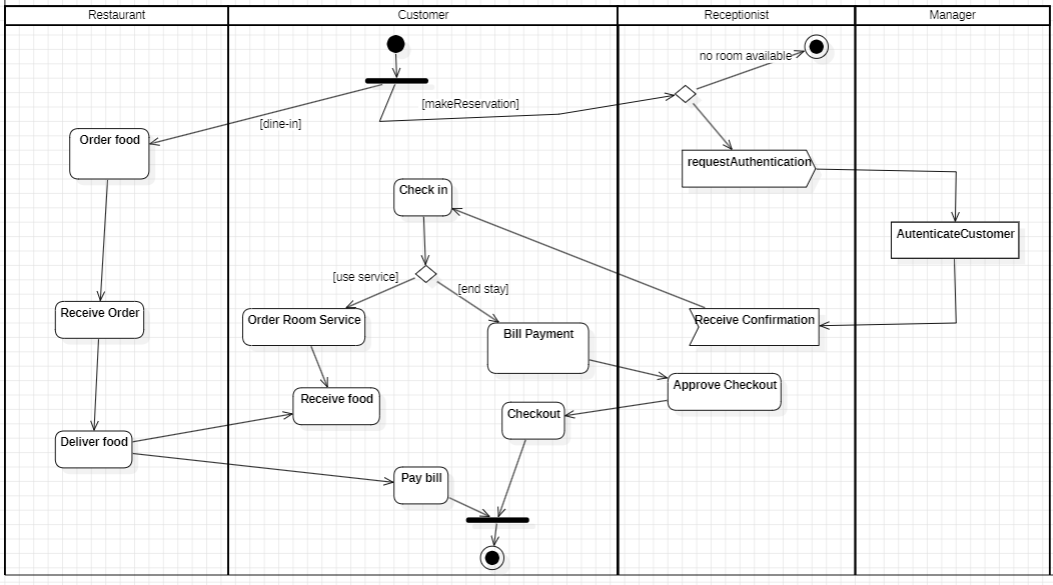 Restaurant
Customer
Receptionist
Manager
no room available
[makeReservation]
[dine-in]
Order food
requestAuthentication
Check in
AutenticateCustomer
[use service]
[end stay]
Receive Order
Order Room Service
Bill Payment
Receive Confirmation
Approve Checkout
Receive food
Checkout
Deliver food
Pay bill